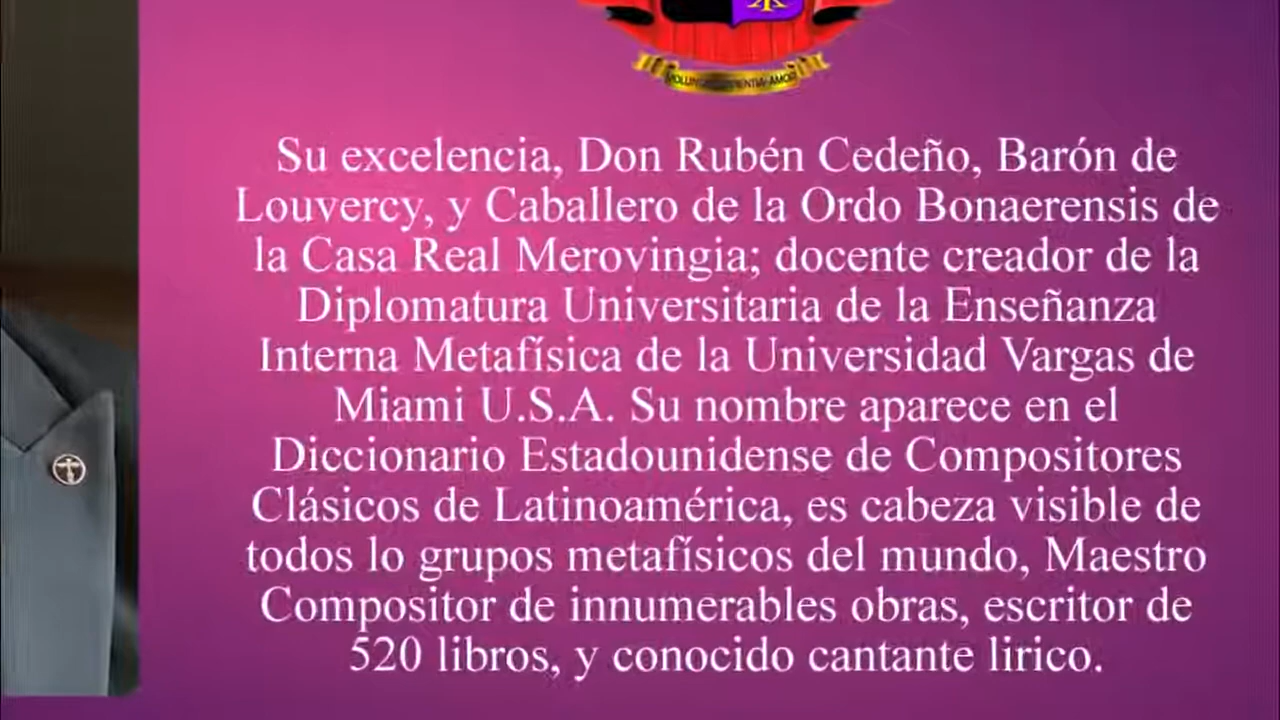 Su excelencia, Don Rubén Cedeño, Barón de
Louvercy, y Caballero de la Ordo Bonaerensis de
la Casa Real Merovingia; docente creador de la
Diplomatura Universitaria de la Enseñanza
Interna Metafísica de la Universidad Vargas de
Miami U.S.A. Su nombre aparece en el
Diccionario Estadounidense de Compositores
Clásicos de Latinoamérica, es cabeza visible de
todos lo grupos metafísicos del mundo, Maestro
Compositor de innumerables obras, escritor de
520 libros, y conocido cantante lirico.